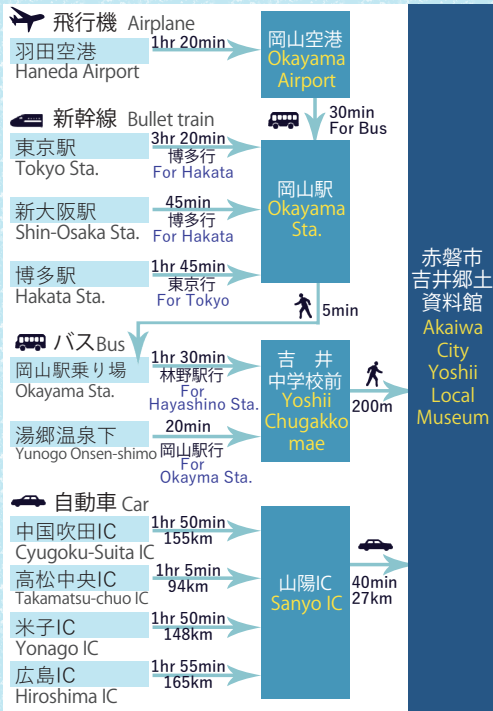 飛行機 Airplane
羽田空港
Haneda Airport
1hr 20min
岡山空港
Okayama
Airport
30min
For Bus
新幹線 Bullet train
東京駅
Tokyo Sta.
3hr 20min
博多行
For Hakata
新大阪駅
Shin-Osaka Sta.
45min
博多行
For Hakata
博多駅
Hakata Sta.
1hr 45min
東京行
For Tokyo
岡山駅
Okayama
Sta.
5min
バス Bus
岡山駅乗り場
Okayama Sta.
1hr 30min
林野駅行
For
Hayashino Sta.
湯郷温泉下
Yunogo Onsen-shimo
20min
岡山駅行
For
Okayma Sta.
吉井
中学校前
Yoshii
Chugakko
mae
200m
自動車 Car
中国吹田IC
Cyugoku-Suita IC
1hr 50min
155km
高松中央IC
Takamatsu-chuo IC
1hr 5min
94km
米子IC
Yonago IC
1hr 50min
148km
広島IC
Hiroshima IC
1hr 55min
165km
山陽IC
Sanyo IC
40min
27km
赤磐市
吉井郷土
資料館
Akaiwa
City
Yoshii
Local
Museum